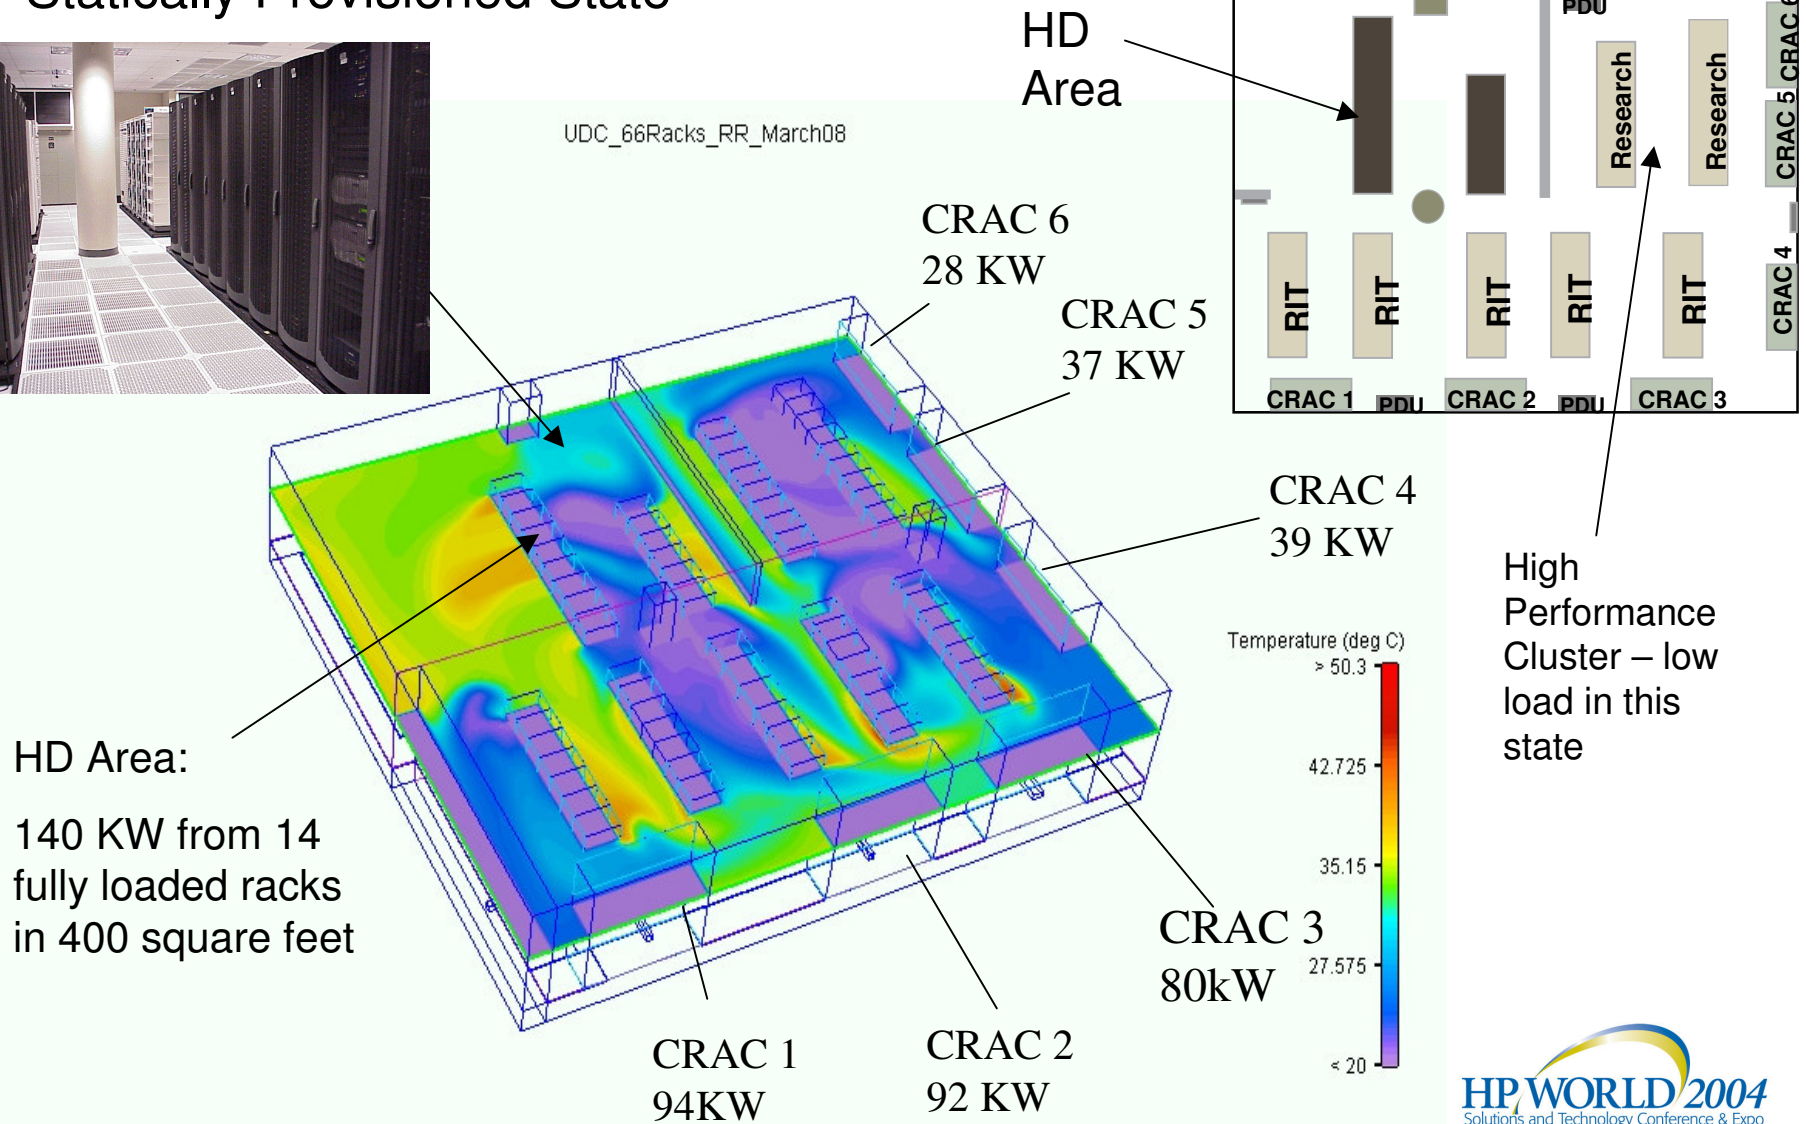 Statically Provisioned State
HD
Area
PDU
CRAC 6
CRAC 5
Research
Research
CRAC 4
RIT
RIT
RIT
RIT
RIT
CRAC 1
PDU
CRAC 2
PDU
CRAC 3
UDC_66Racks_RR_March08
CRAC 6
28 KW
CRAC 5
37 KW
CRAC 4
39 KW
High
Performance
Cluster – low
load in this
state
Temperature (deg C)
> 50.3
42.725
35.15
27.575
< 20
HD Area:
140 KW from 14
fully loaded racks
in 400 square feet
CRAC 3
80kW
CRAC 1
94KW
CRAC 2
92 KW
HP WORLD 2004
Solutions and Technology Conference & Expo